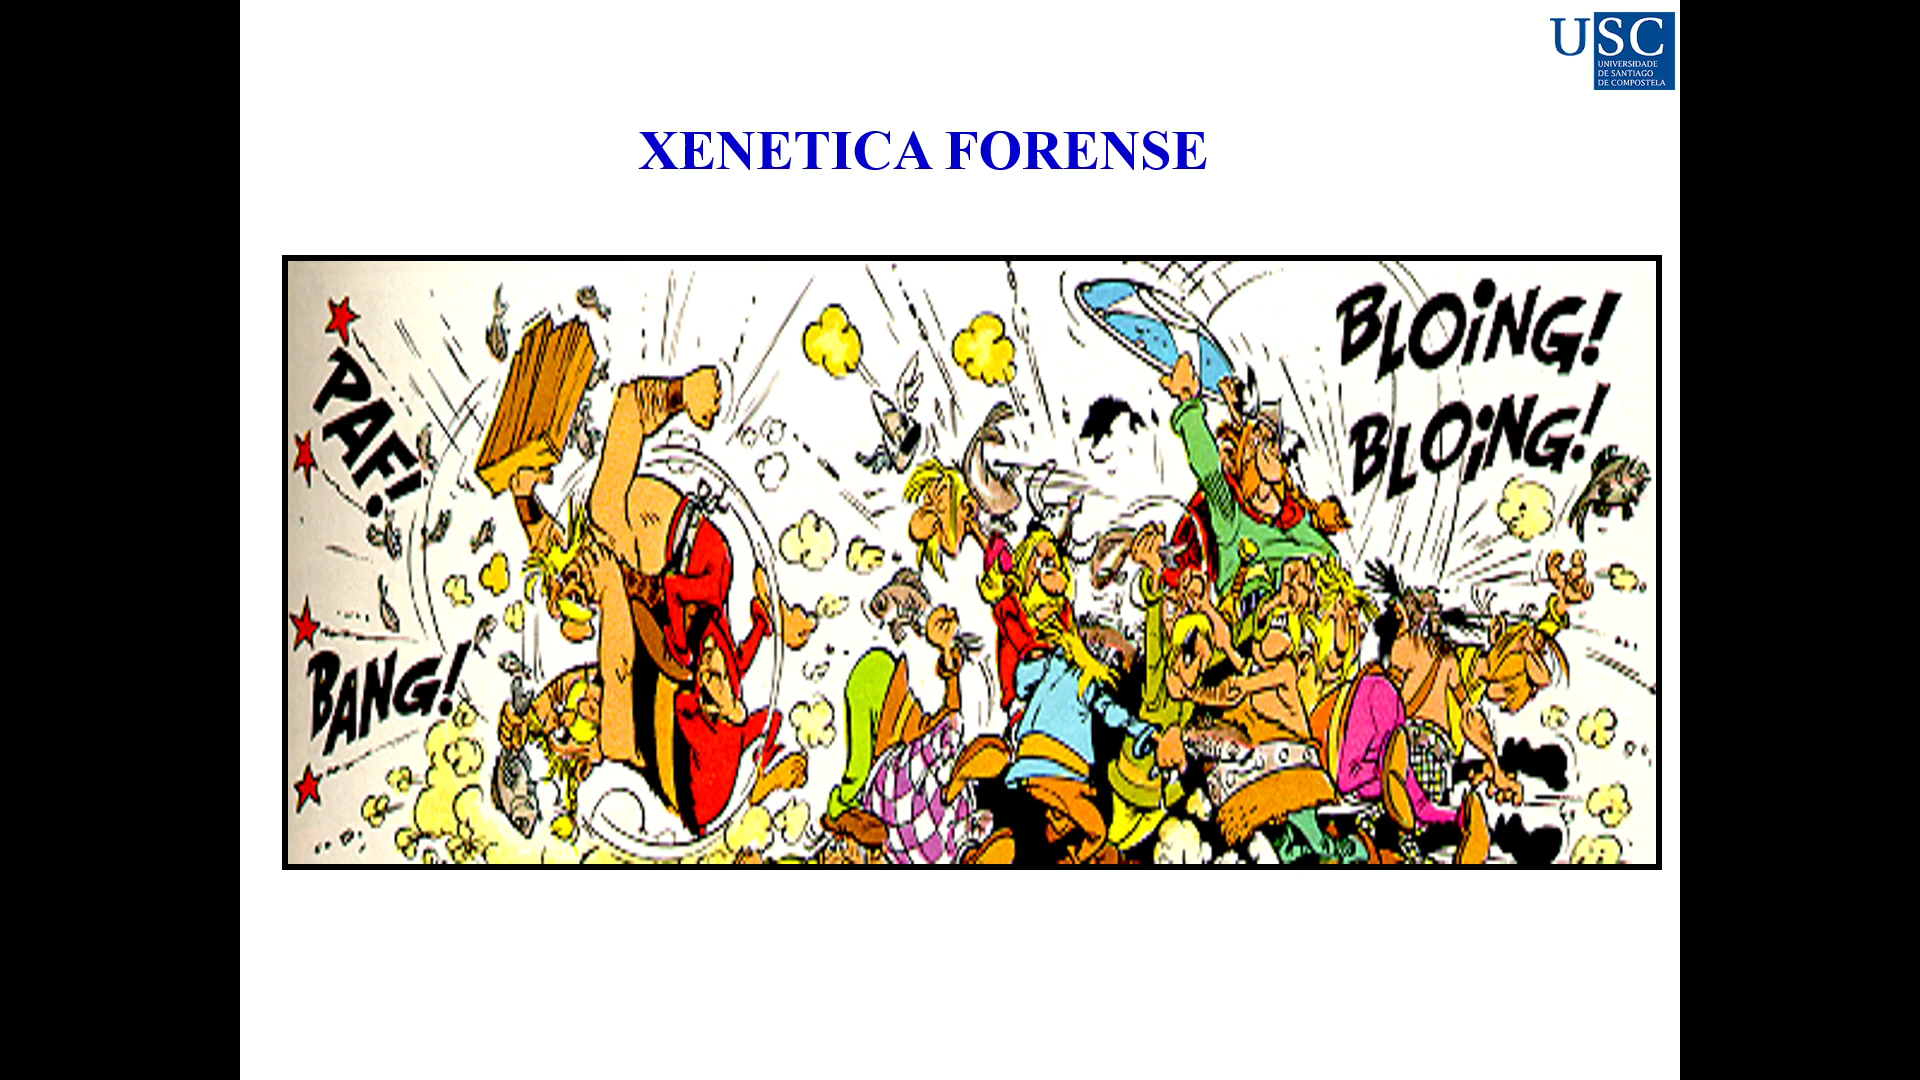 USC
UNIVERSIDADE
DE SANTIAGO
DE COMPOSTELA
XENETICA FORENSE
PAF!
BANG!
BLOING!
BLOING!